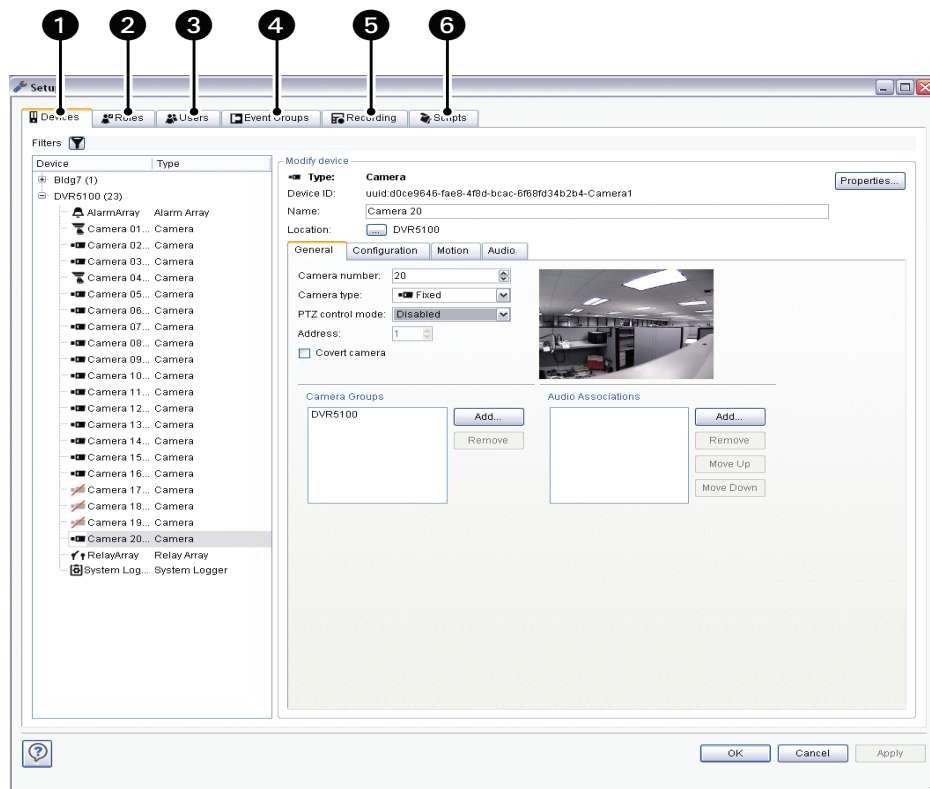 1 2 3 4 5 6
Setup
Devices Roles Users Event Groups Recording Scripts
Filters
Device Type
Bldg7 (1)
DVR5100 (23)
AlarmArray Alarm Array
Camera 01... Camera
Camera 02... Camera
Camera 03... Camera
Camera 04... Camera
Camera 05... Camera
Camera 06... Camera
Camera 07... Camera
Camera 08... Camera
Camera 09... Camera
Camera 10... Camera
Camera 11... Camera
Camera 12... Camera
Camera 13... Camera
Camera 14... Camera
Camera 15... Camera
Camera 16... Camera
Camera 17... Camera
Camera 18... Camera
Camera 19... Camera
Camera 20... Camera
RelayArray Relay Array
System Log... System Logger
Modify device
Type: Camera
Properties...
Device ID: uuid:d0ce9646-fae8-4f8d-bcac-6f68fd34b2b4-Camera1
Name: Camera 20
Location: ... DVR5100
General Configuration Motion Audio
Camera number: 20
Camera type: Fixed
PTZ control mode: Disabled
Address: 1
Covert camera
Camera Groups
DVR5100
Add...
Remove
Audio Associations
Add...
Remove
Move Up
Move Down
?
OK Cancel Apply